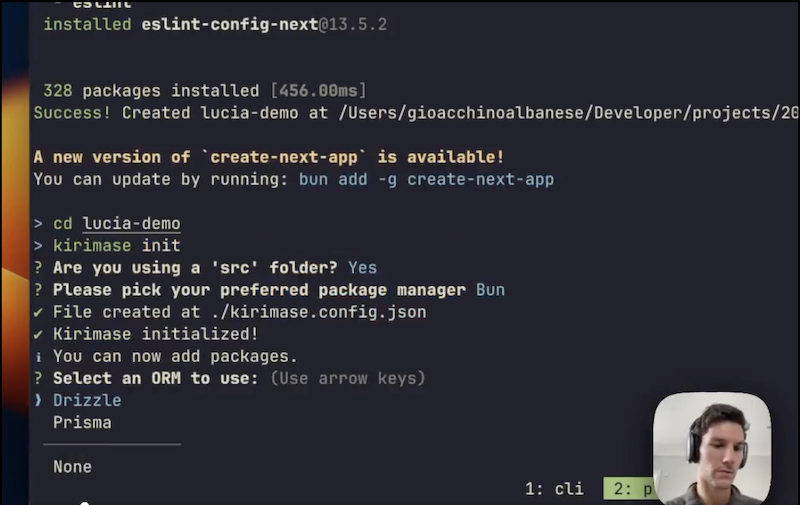 - eslint
installed eslint-config-next@13.5.2
328 packages installed [456.00ms]
Success! Created lucia-demo at /Users/gioacchinoalbanese/Developer/projects/20
A new version of `create-next-app` is available!
You can update by running: bun add -g create-next-app
> cd lucia-demo
> kirimase init
? Are you using a 'src' folder? Yes
? Please pick your preferred package manager Bun
✔ File created at ./kirimase.config.json
✔ Kirimase initialized!
ℹ You can now add packages.
? Select an ORM to use: (Use arrow keys)
❯ Drizzle
Prisma
──────────────
None
1: cli 2: p